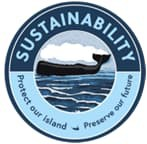 SUSTAINABILITY
Protect our Island
Preserve our future